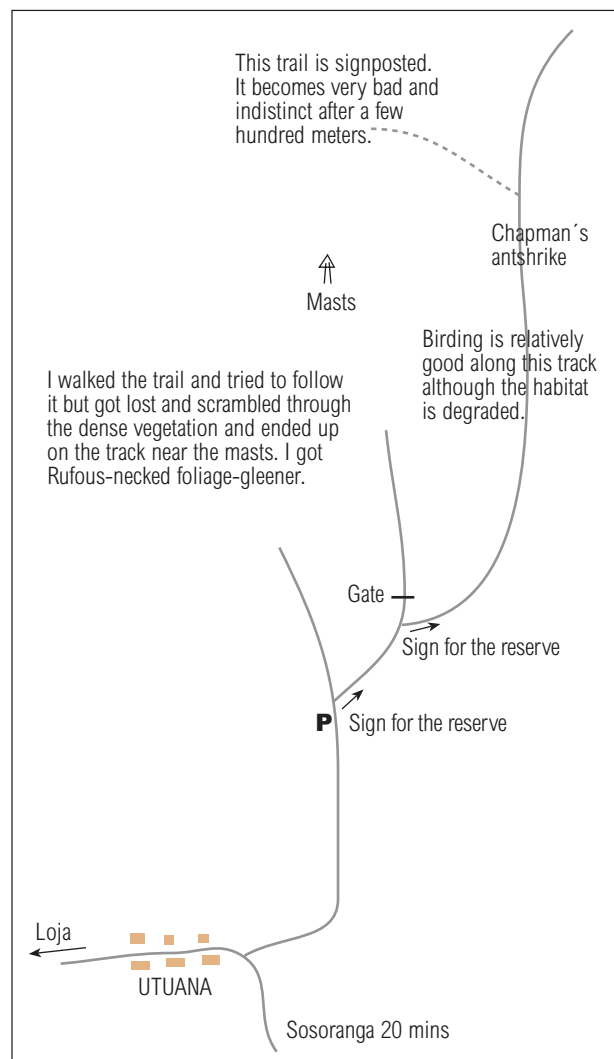 This trail is signposted.
It becomes very bad and
indistinct after a few
hundred meters.
Chapman´s
antshrike
Masts
Birding is relatively
good along this track
although the habitat
is degraded.
I walked the trail and tried to follow
it but got lost and scrambled through
the dense vegetation and ended up
on the track near the masts. I got
Rufous-necked foliage-gleener.
Gate
Sign for the reserve
P Sign for the reserve
Loja
UTUANA
Sosoranga 20 mins